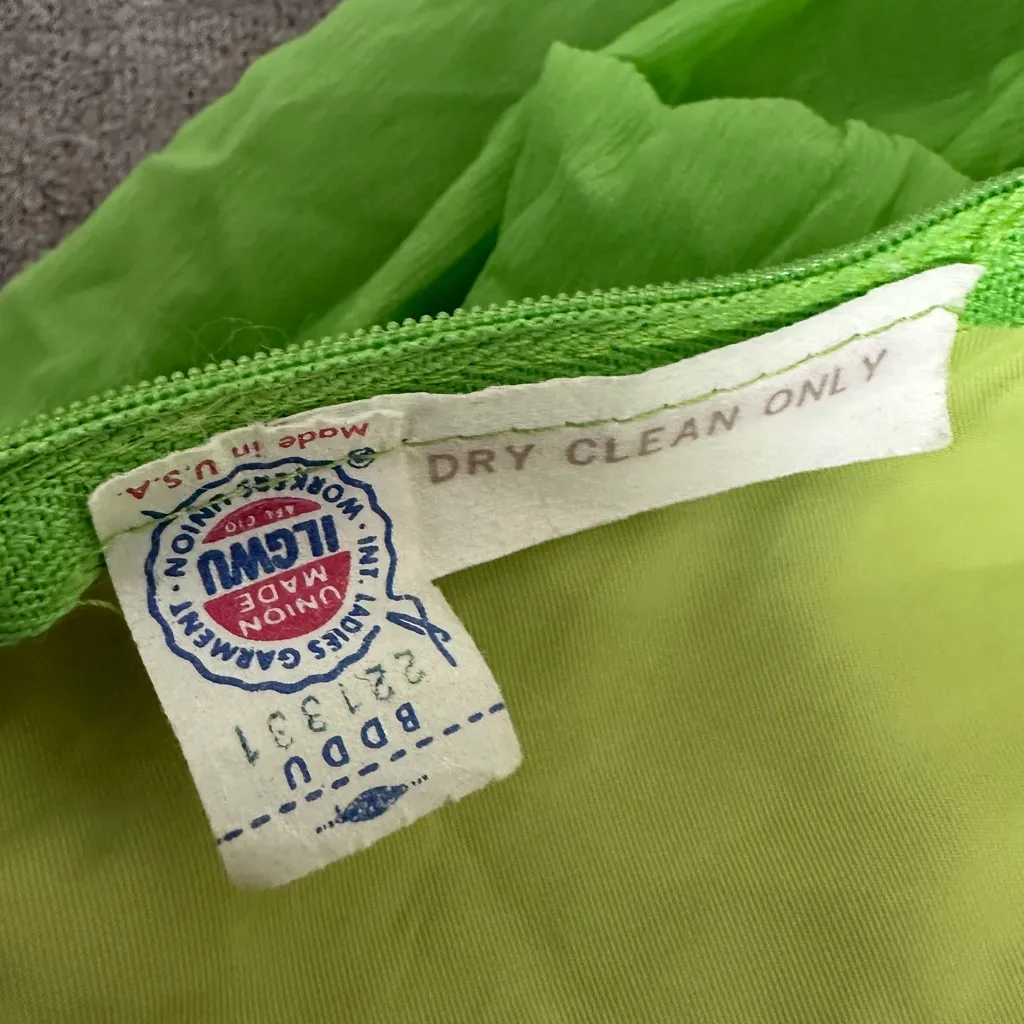 DRY CLEAN ONLY
BDDU
221331
INT. LADIES GARMENT · WORKERS UNION ·
UNION
MADE
ILGWU
AFL CIO
Made in U.S.A.